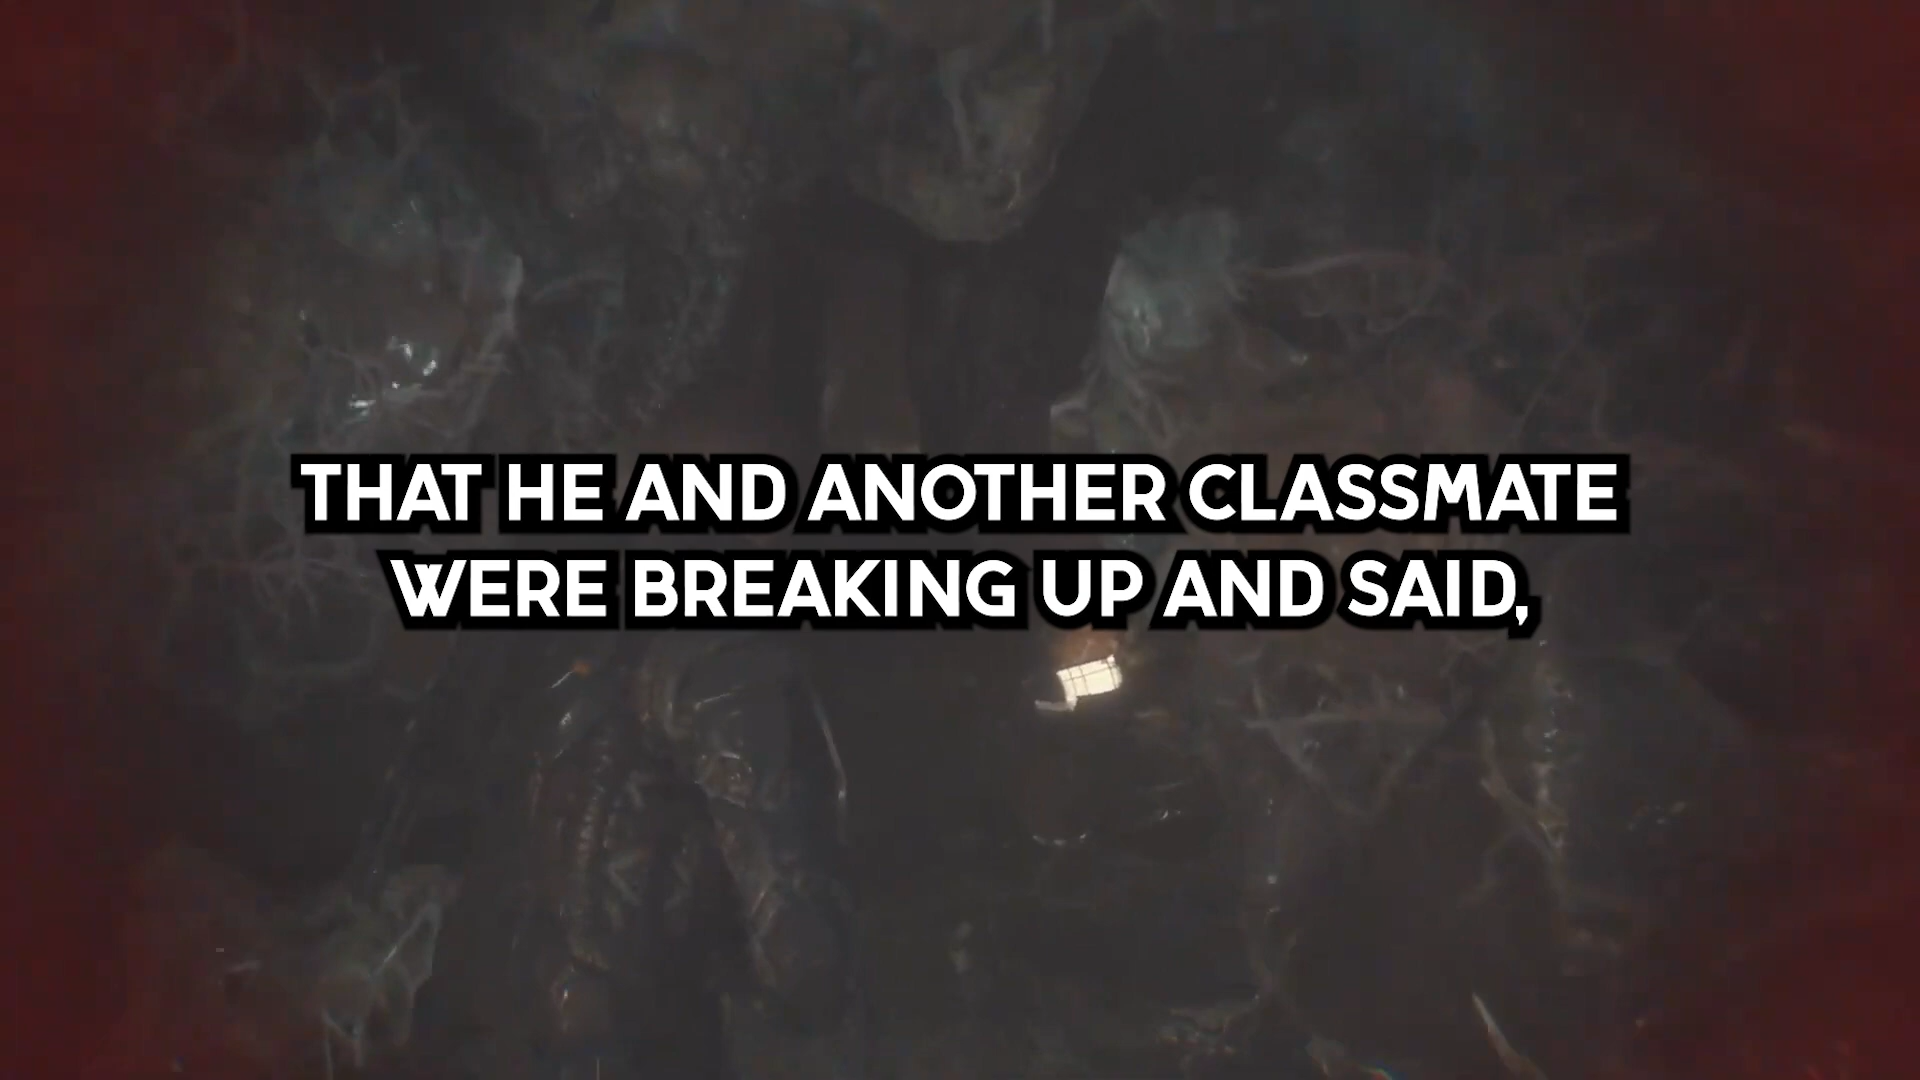 THAT HE AND ANOTHER CLASSMATE
WERE BREAKING UP AND SAID,